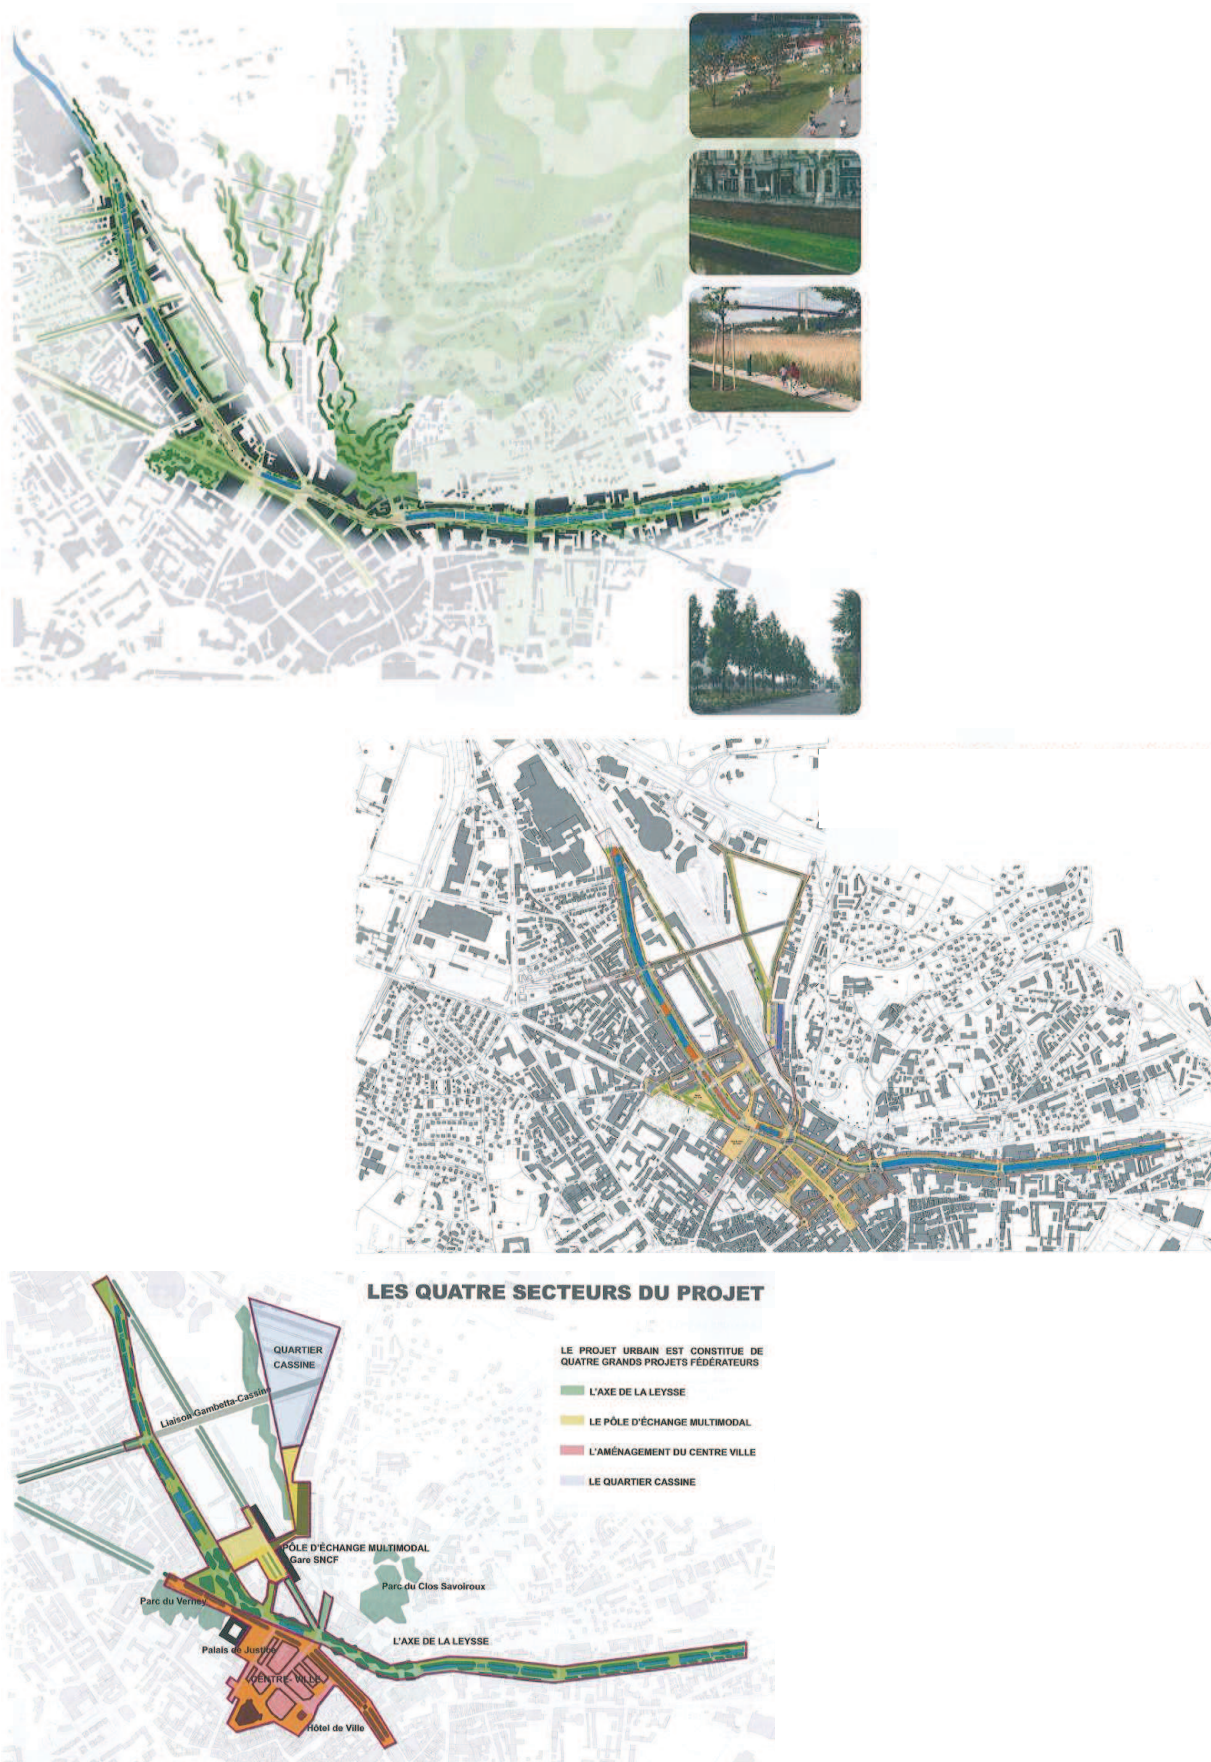 LES QUATRE SECTEURS DU PROJET
LE PROJET URBAIN EST CONSTITUE DE
QUATRE GRANDS PROJETS FÉDÉRATEURS
L'AXE DE LA LEYSSE
LE PÔLE D'ÉCHANGE MULTIMODAL
L'AMÉNAGEMENT DU CENTRE VILLE
LE QUARTIER CASSINE
QUARTIER
CASSINE
Liaison-Gambetta-Cassine
PÔLE D'ÉCHANGE MULTIMODAL
Gare SNCF
Parc du Clos Savoiroux
Parc du Verney
L'AXE DE LA LEYSSE
Palais de Justice
CENTRE-VILLE
Hôtel de Ville